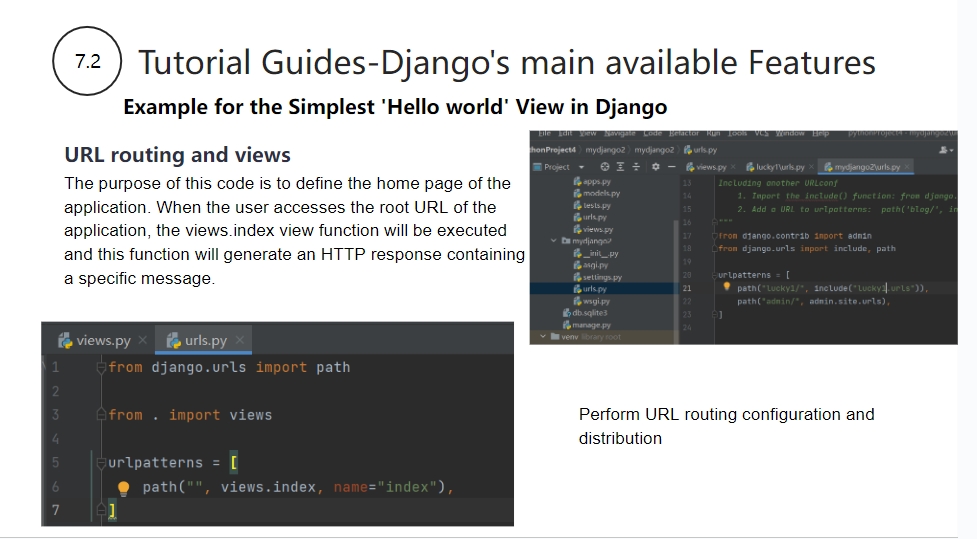 7.2
Tutorial Guides-Django's main available Features
Example for the Simplest 'Hello world' View in Django
URL routing and views
The purpose of this code is to define the home page of the
application. When the user accesses the root URL of the
application, the views.index view function will be executed
and this function will generate an HTTP response containing
a specific message.
views.py × urls.py ×
1 from django.urls import path
2
3 from . import views
4
5 urlpatterns = [
6 path("", views.index, name="index"),
7 ]
File Edit View Navigate Code Refactor Run Tools VCS Window Help pythonProject4 - mydjango2\u
thonProject4 mydjango2 mydjango2 urls.py
Project views.py × lucky1\urls.py × mydjango2\urls.py ×
apps.py
models.py
tests.py
urls.py
views.py
mydjango2
__init__.py
asgi.py
settings.py
urls.py
wsgi.py
db.sqlite3
manage.py
venv library root
13 Including another URLconf
14 1. Import the include() function: from django.
15 2. Add a URL to urlpatterns: path('blog/', in
16 """
17 from django.contrib import admin
18 from django.urls import include, path
19
20 urlpatterns = [
21 path("lucky1/", include("lucky1.urls")),
22 path("admin/", admin.site.urls),
23 ]
24
Perform URL routing configuration and
distribution